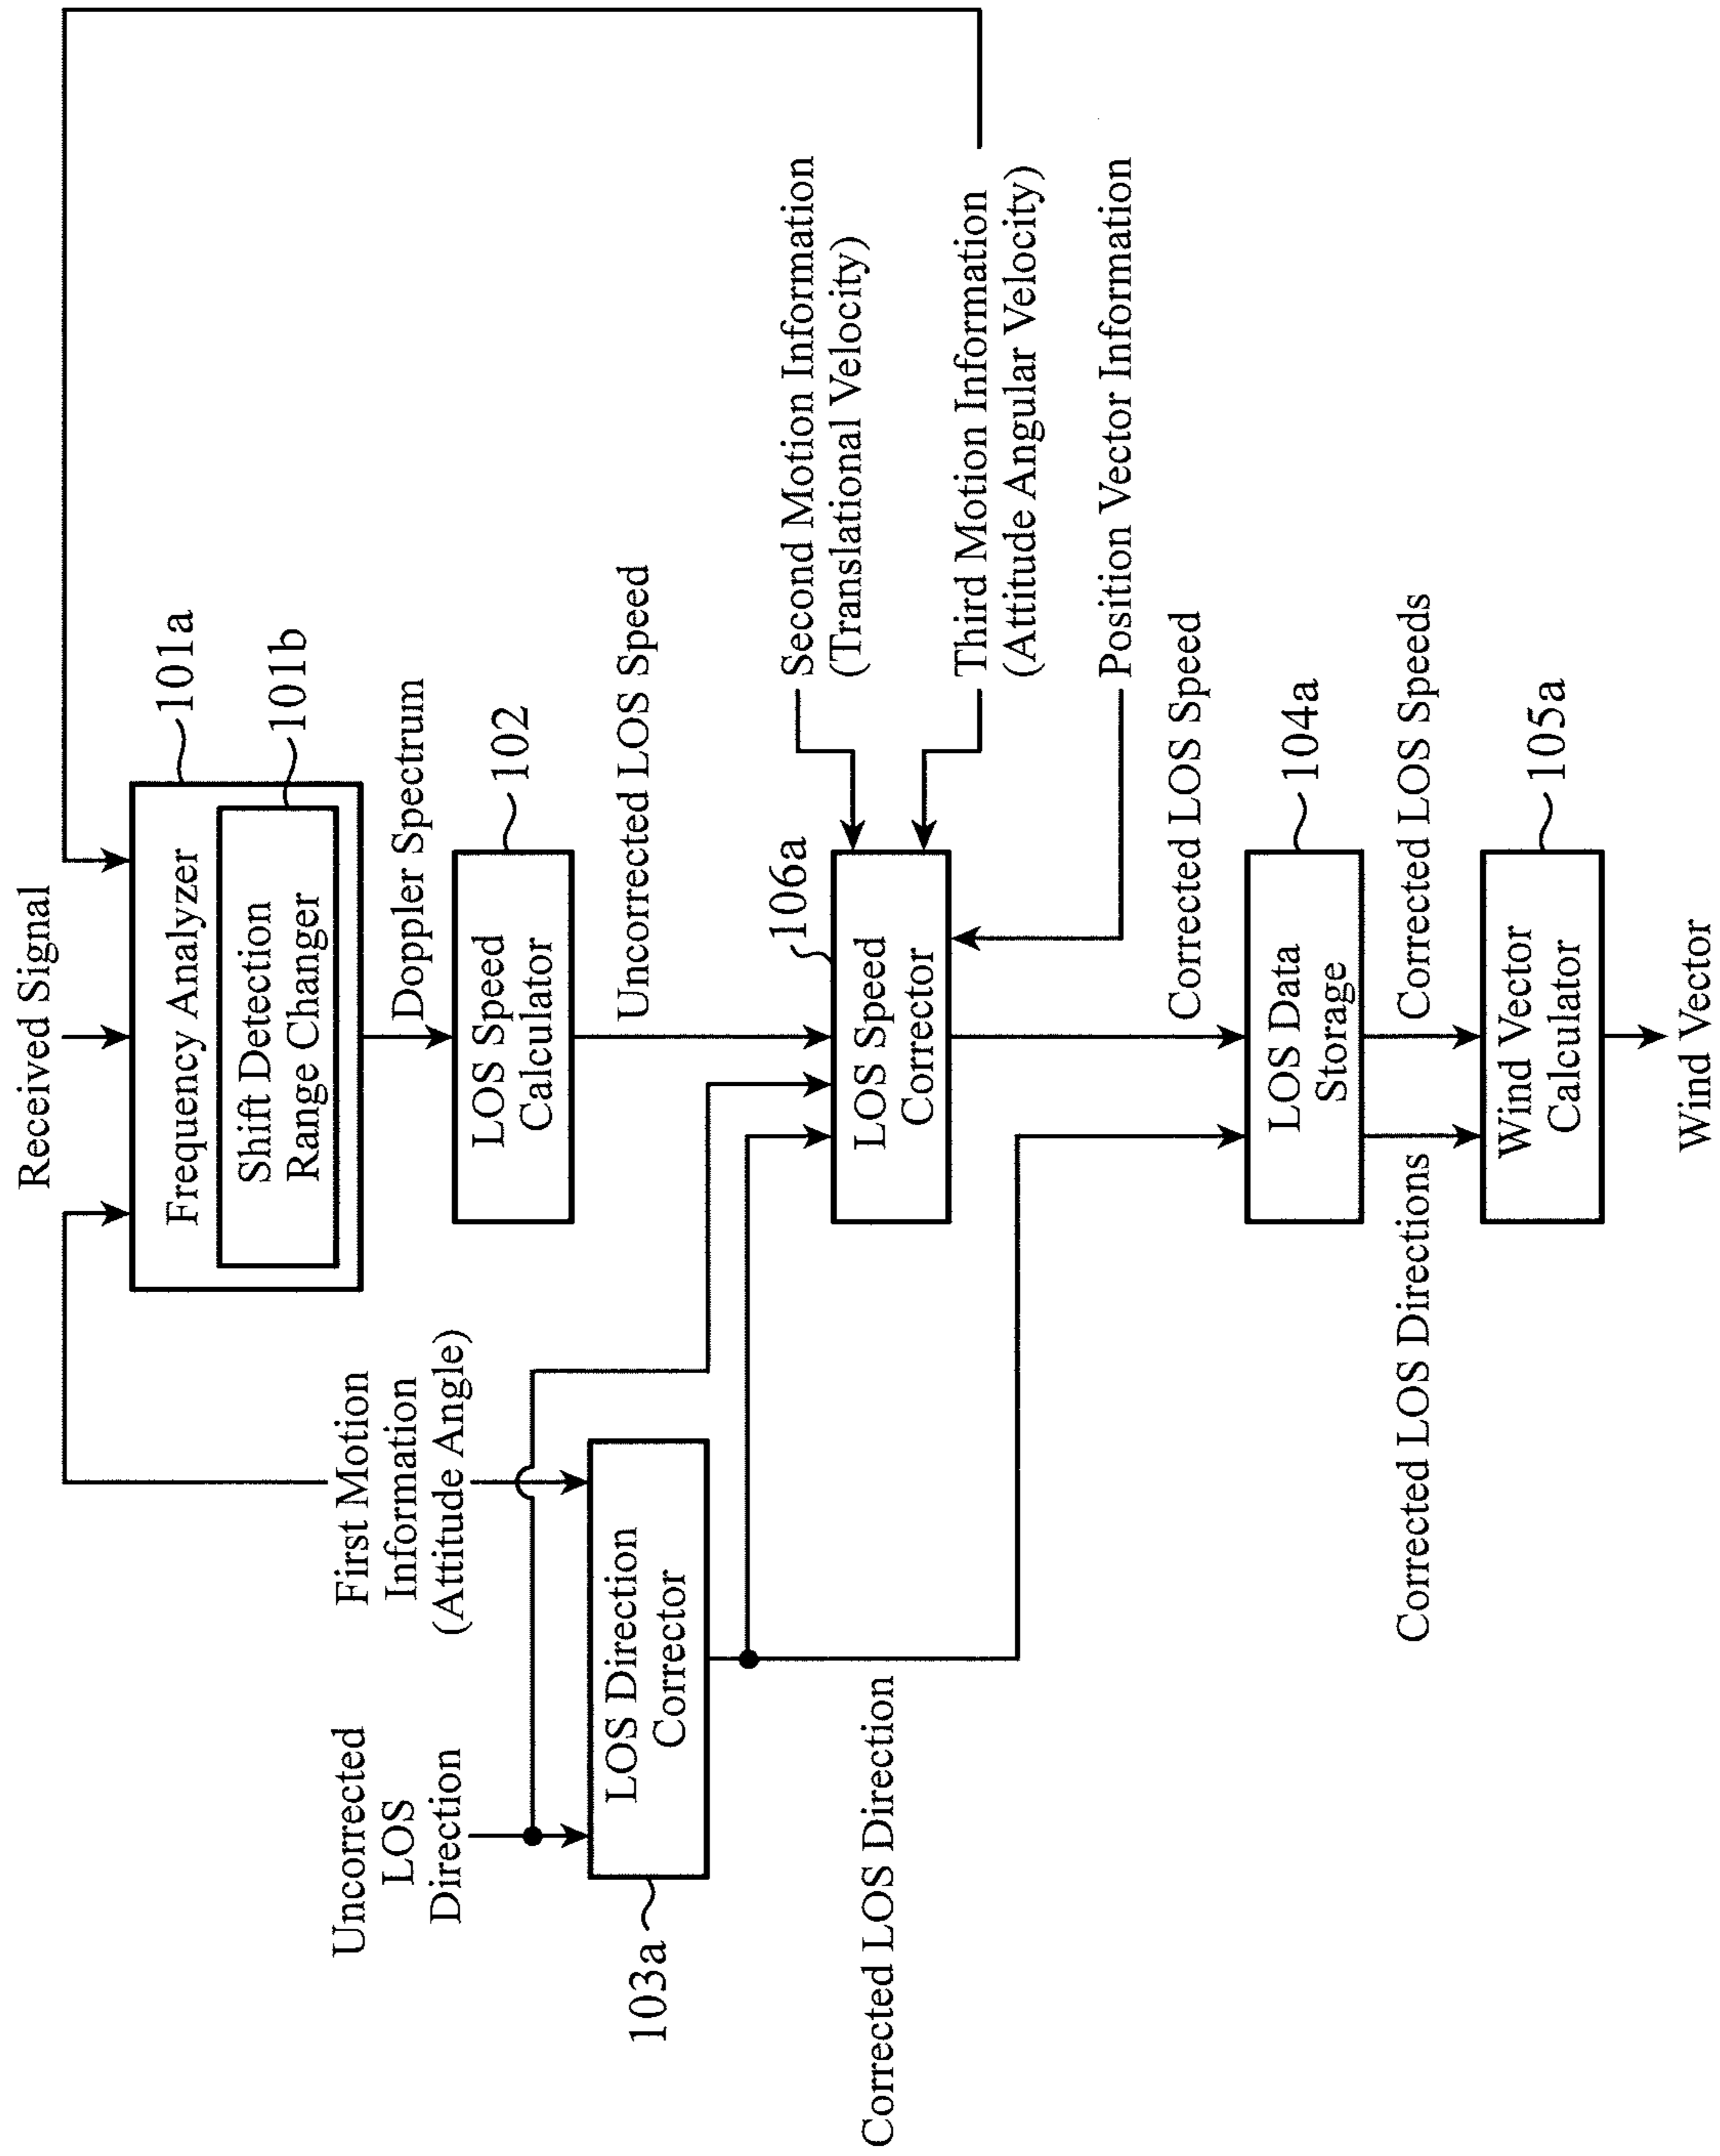 Received Signal
101a
Frequency Analyzer
101b
Shift Detection
Range Changer
First Motion
Information
(Attitude Angle)
Uncorrected
LOS
Direction
Doppler Spectrum
102
LOS Speed
Calculator
Uncorrected LOS Speed
LOS Direction
Corrector
103a
Second Motion Information
(Translational Velocity)
106a
LOS Speed
Corrector
Third Motion Information
(Attitude Angular Velocity)
Position Vector Information
Corrected LOS Direction
Corrected LOS Speed
104a
LOS Data
Storage
Corrected LOS Directions
Corrected LOS Speeds
105a
Wind Vector
Calculator
Wind Vector